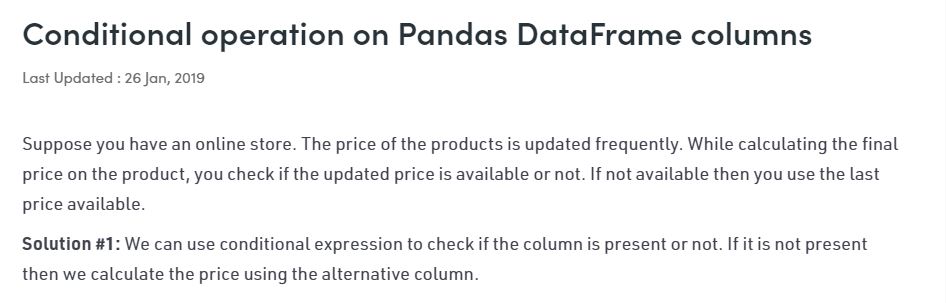 Conditional operation on Pandas DataFrame columns
Last Updated : 26 Jan, 2019
Suppose you have an online store. The price of the products is updated frequently. While calculating the final
price on the product, you check if the updated price is available or not. If not available then you use the last
price available.
Solution #1: We can use conditional expression to check if the column is present or not. If it is not present
then we calculate the price using the alternative column.